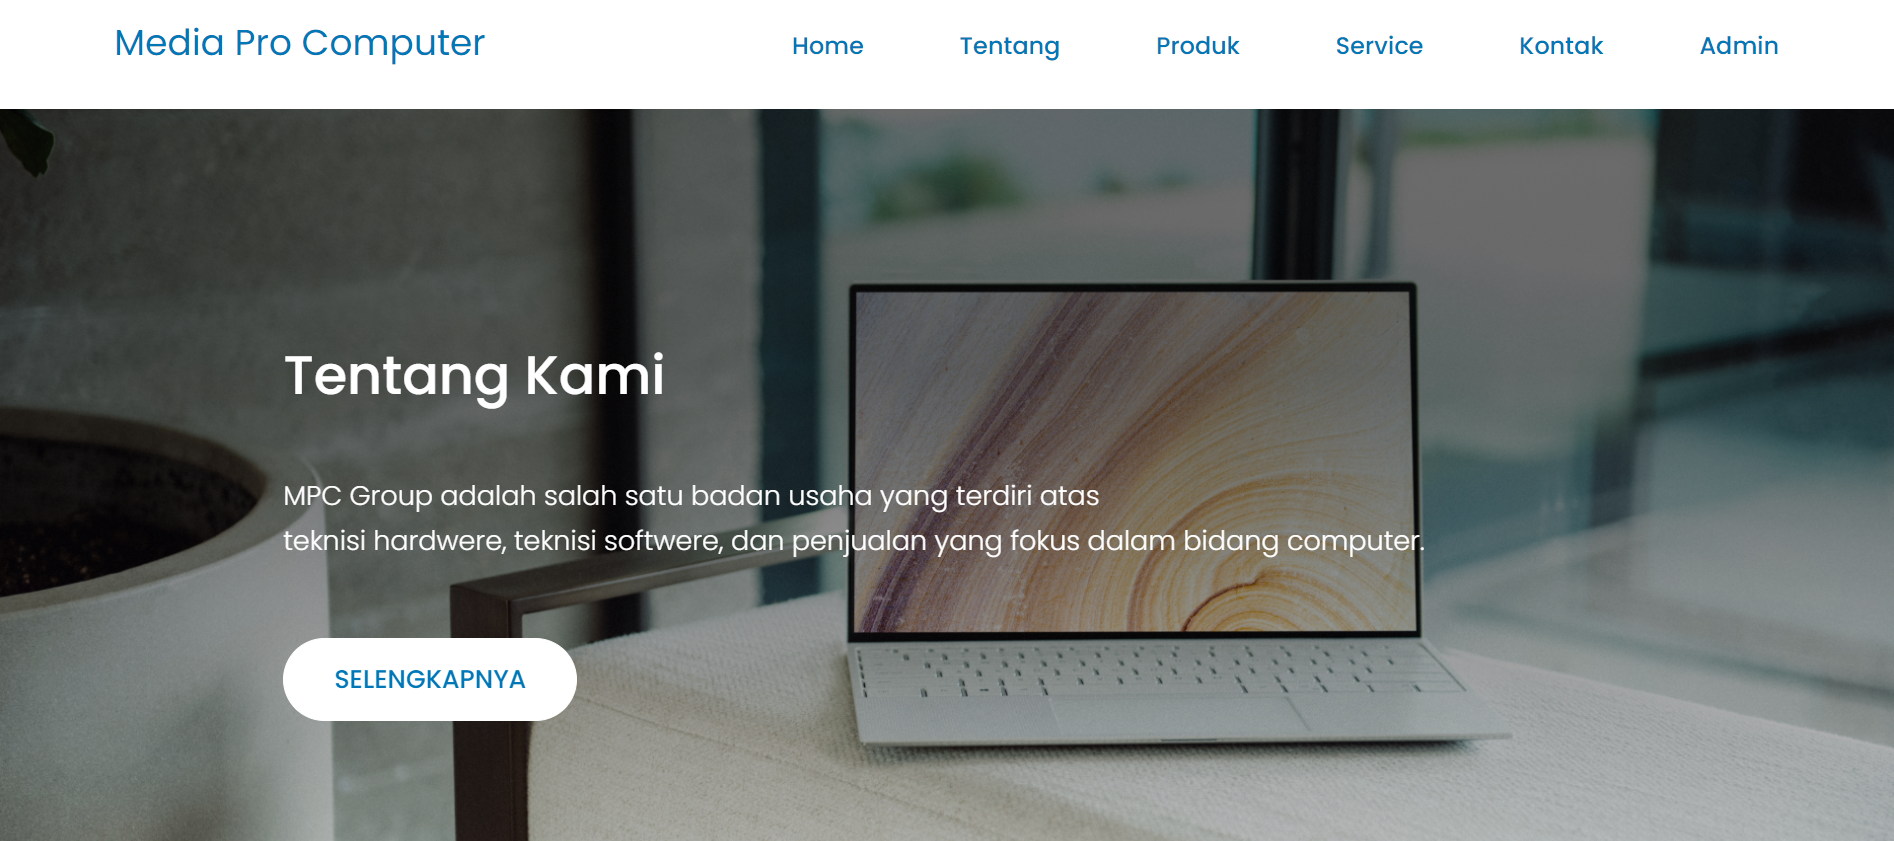 Media Pro Computer
Home Tentang Produk Service Kontak Admin
Tentang Kami
MPC Group adalah salah satu badan usaha yang terdiri atas
teknisi hardwere, teknisi softwere, dan penjualan yang fokus dalam bidang computer.
SELENGKAPNYA